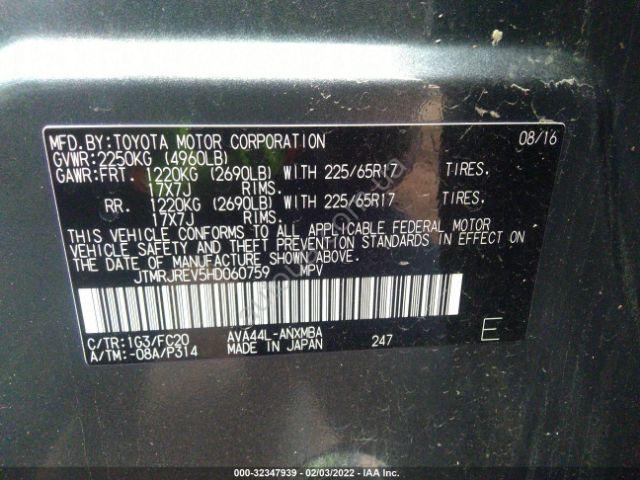 MFD.BY:TOYOTA MOTOR CORPORATION 08/16
GVWR:2250KG (4960LB)
GAWR:FRT. 1220KG (2690LB) WITH 225/65R17 TIRES.
17X7J RIMS.
RR. 1220KG (2690LB) WITH 225/65R17 TIRES.
17X7J RIMS.
THIS VEHICLE CONFORMS TO ALL APPLICABLE FEDERAL MOTOR
VEHICLE SAFETY AND THEFT PREVENTION STANDARDS IN EFFECT ON
THE DATE OF MANUFACTURE SHOWN ABOVE.
JTMRJREV5HD060759 MPV
C/TR:1G3/FC20 AVA44L-ANXMBA
A/TM:-08A/P314 MADE IN JAPAN 247 E
000-32347939 - 02/03/2022 - IAA Inc.